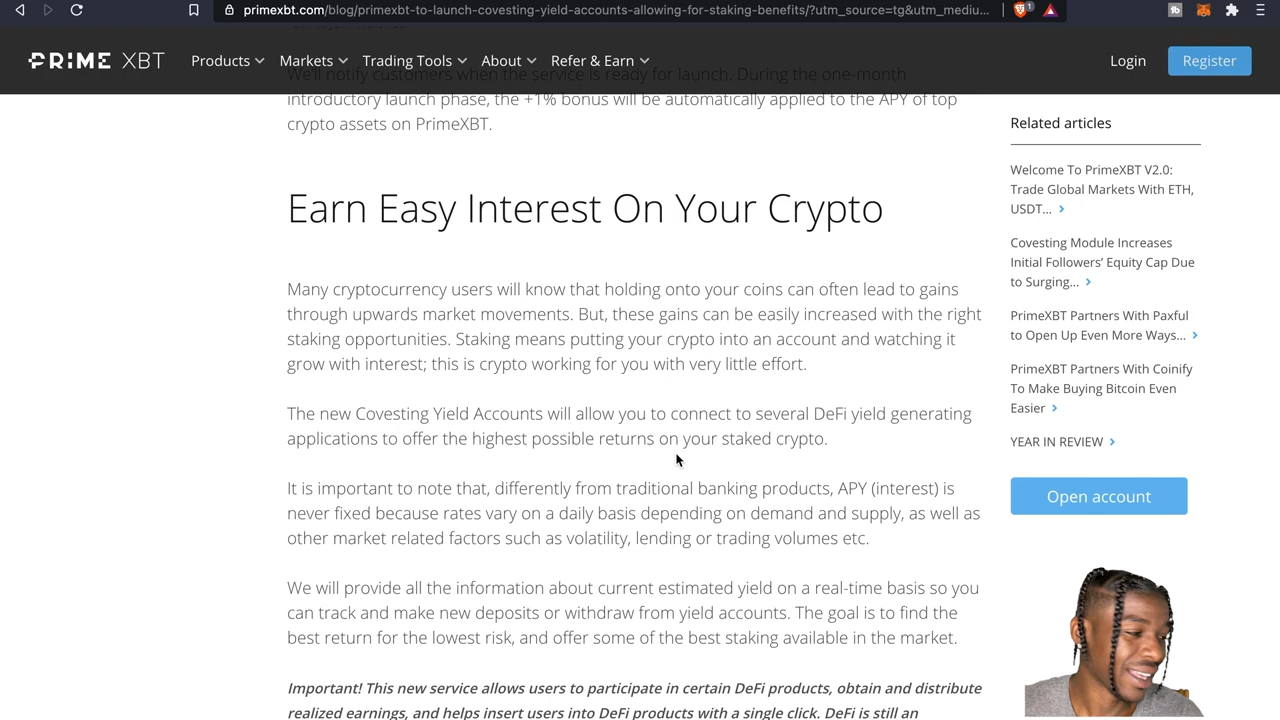 primexbt.com/blog/primexbt-to-launch-covesting-yield-accounts-allowing-for-staking-benefits/?utm_source=tg&utm_mediu...
1
PRIME XBT
Products
Markets
Trading Tools
About
Refer & Earn
Login
Register
We'll notify customers when the service is ready for launch. During the one-month
introductory launch phase, the +1% bonus will be automatically applied to the APY of top
crypto assets on PrimeXBT.
Earn Easy Interest On Your Crypto
Many cryptocurrency users will know that holding onto your coins can often lead to gains
through upwards market movements. But, these gains can be easily increased with the right
staking opportunities. Staking means putting your crypto into an account and watching it
grow with interest; this is crypto working for you with very little effort.
The new Covesting Yield Accounts will allow you to connect to several DeFi yield generating
applications to offer the highest possible returns on your staked crypto.
It is important to note that, differently from traditional banking products, APY (interest) is
never fixed because rates vary on a daily basis depending on demand and supply, as well as
other market related factors such as volatility, lending or trading volumes etc.
We will provide all the information about current estimated yield on a real-time basis so you
can track and make new deposits or withdraw from yield accounts. The goal is to find the
best return for the lowest risk, and offer some of the best staking available in the market.
Important! This new service allows users to participate in certain DeFi products, obtain and distribute
realized earnings, and helps insert users into DeFi products with a single click. DeFi is still an
Related articles
Welcome To PrimeXBT V2.0:
Trade Global Markets With ETH,
USDT...
Covesting Module Increases
Initial Followers' Equity Cap Due
to Surging...
PrimeXBT Partners With Paxful
to Open Up Even More Ways...
PrimeXBT Partners With Coinify
To Make Buying Bitcoin Even
Easier
YEAR IN REVIEW
Open account